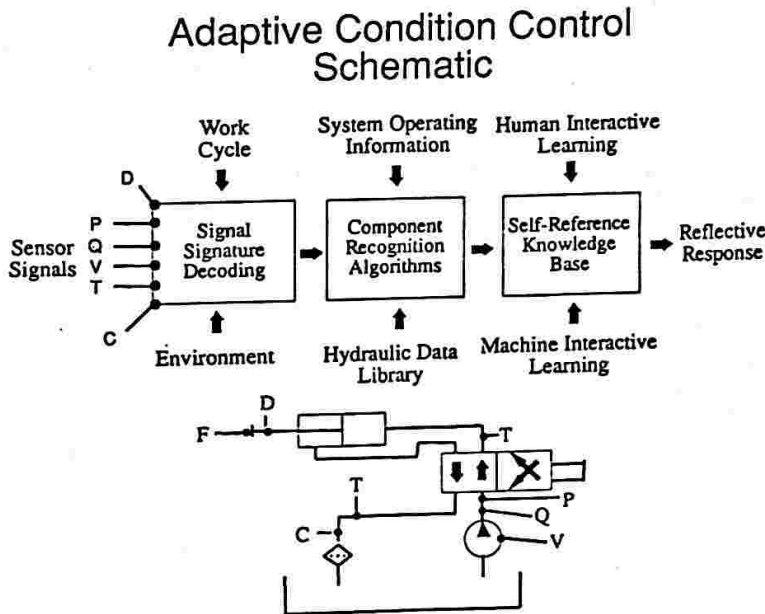 Adaptive Condition Control
Schematic
Work
Cycle
System Operating
Information
Human Interactive
Learning
D
P
Q
V
T
C
Sensor
Signals
Signal
Signature
Decoding
Component
Recognition
Algorithms
Self-Reference
Knowledge
Base
Reflective
Response
Environment
Hydraulic Data
Library
Machine Interactive
Learning
D
F
T
T
P
C
Q
V